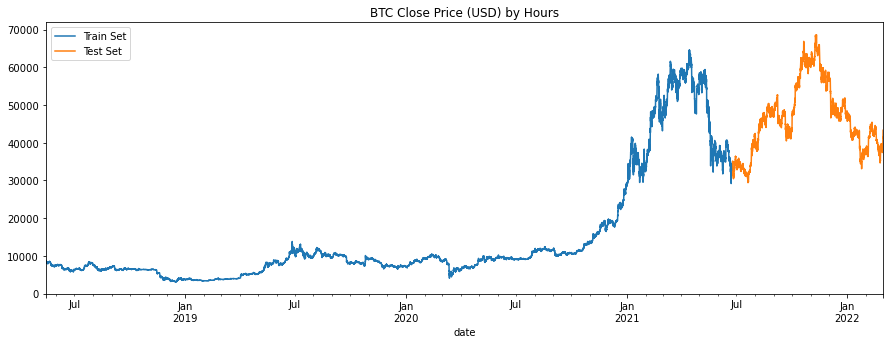 BTC Close Price (USD) by Hours
Train Set
Test Set
70000
60000
50000
40000
30000
20000
10000
0
Jul
Jan
2019
Jul
Jan
2020
Jul
Jan
2021
Jul
Jan
2022
date